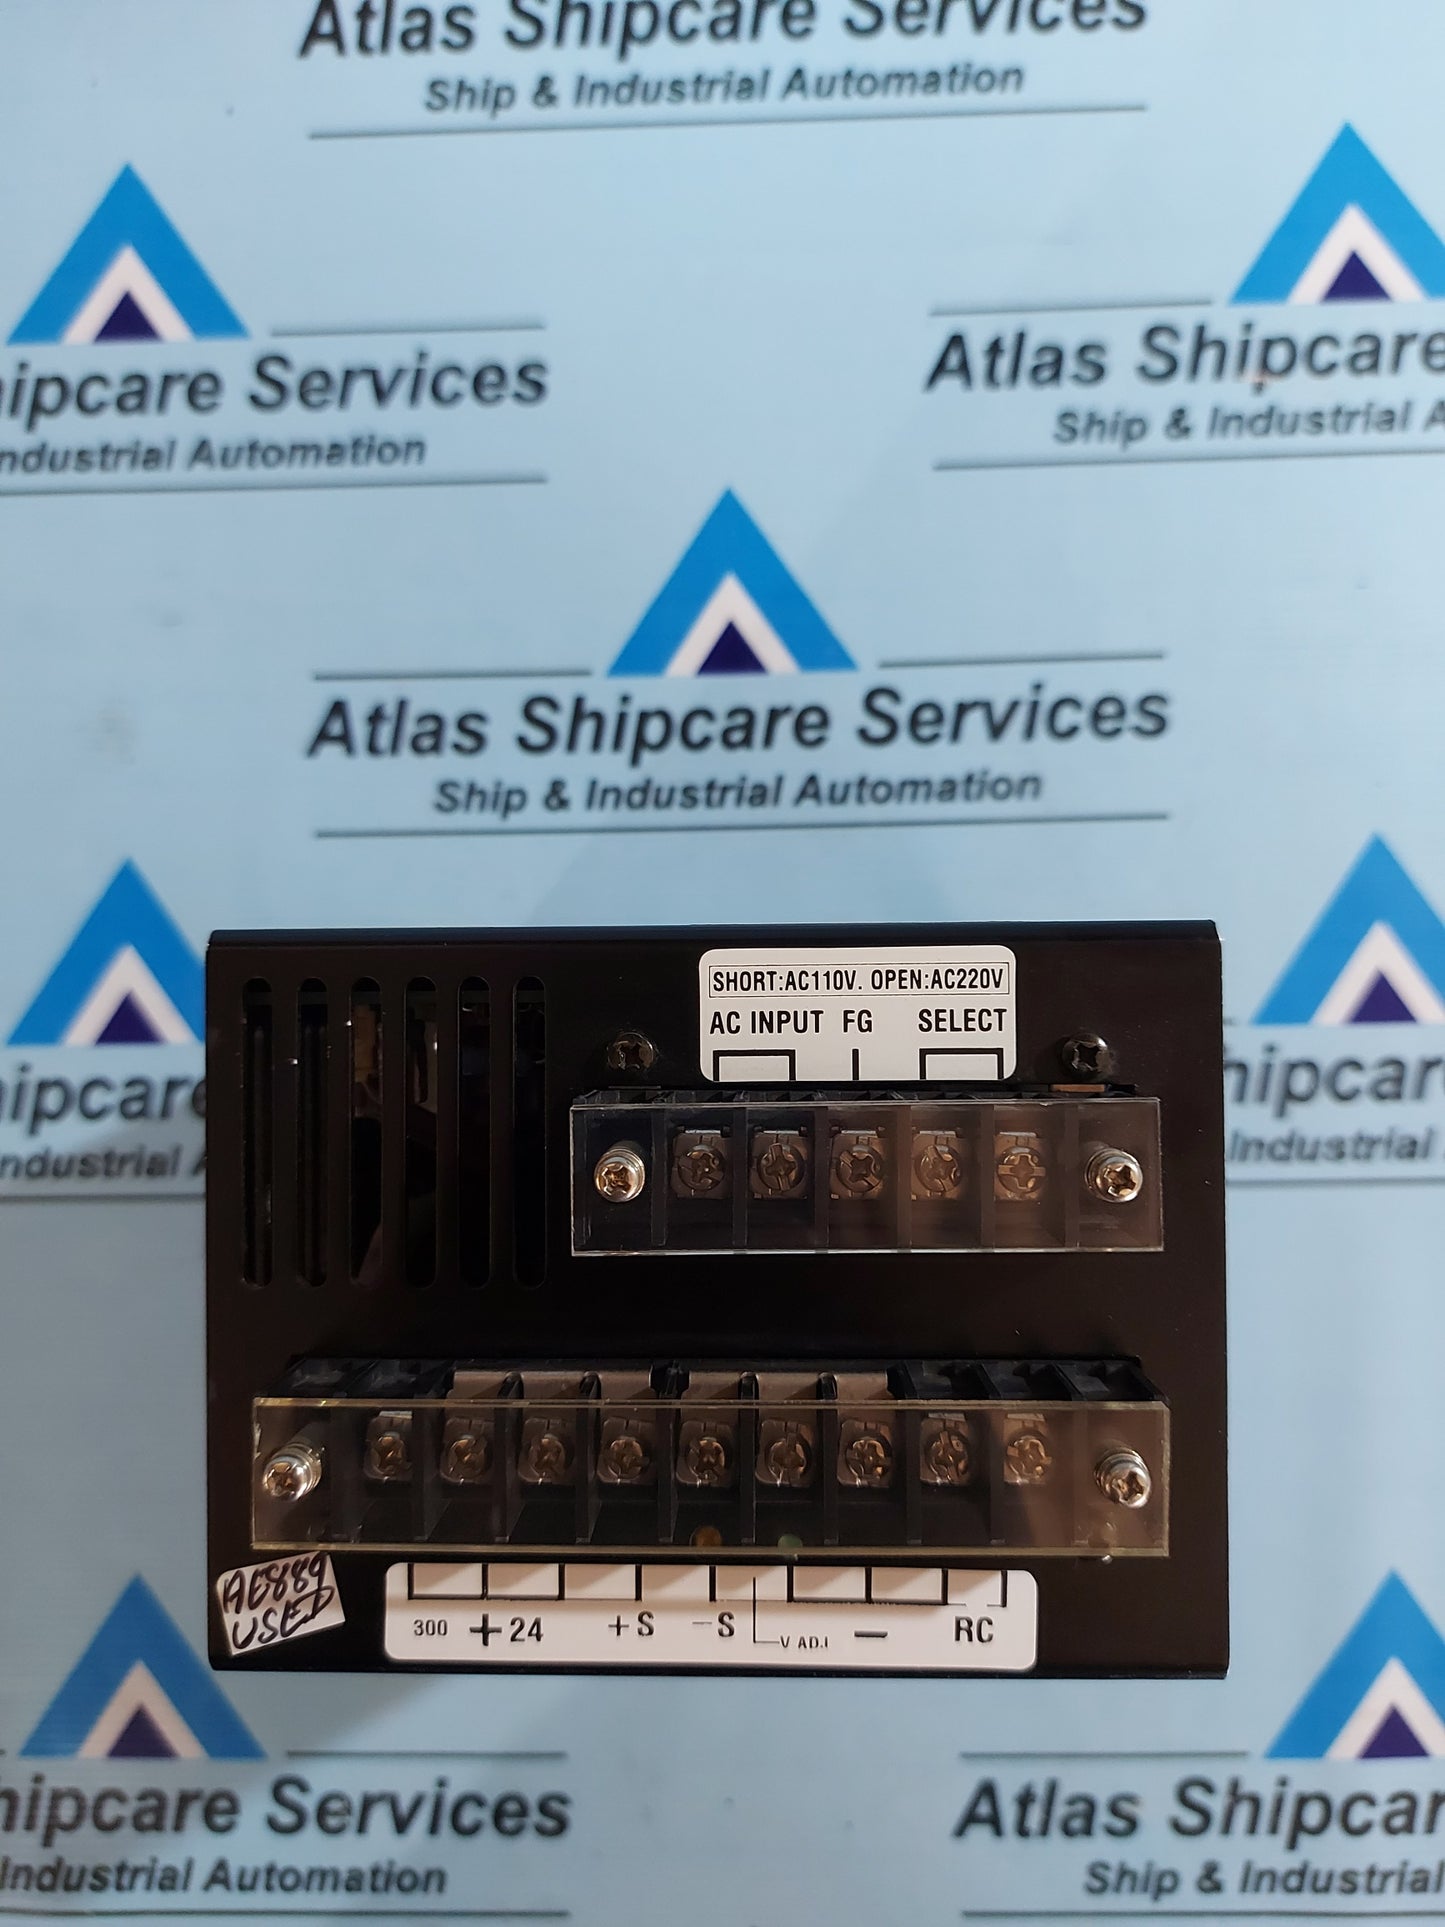 Atlas Shipcare Services
Ship & Industrial Automation
hipcare Services
ndustrial Automation
Atlas Shipcare
Ship & Industrial A
Atlas Shipcare Services
Ship & Industrial Automation
ipcare
ndustrial A
hipcar
Industrial
SHORT:AC110V. OPEN:AC220V
AC INPUT FG SELECT
AE889
USED
300 +24 +S -S V ADJ - RC
hipcare Services
Industrial Automation
Atlas Shipcar
Ship & Industrial